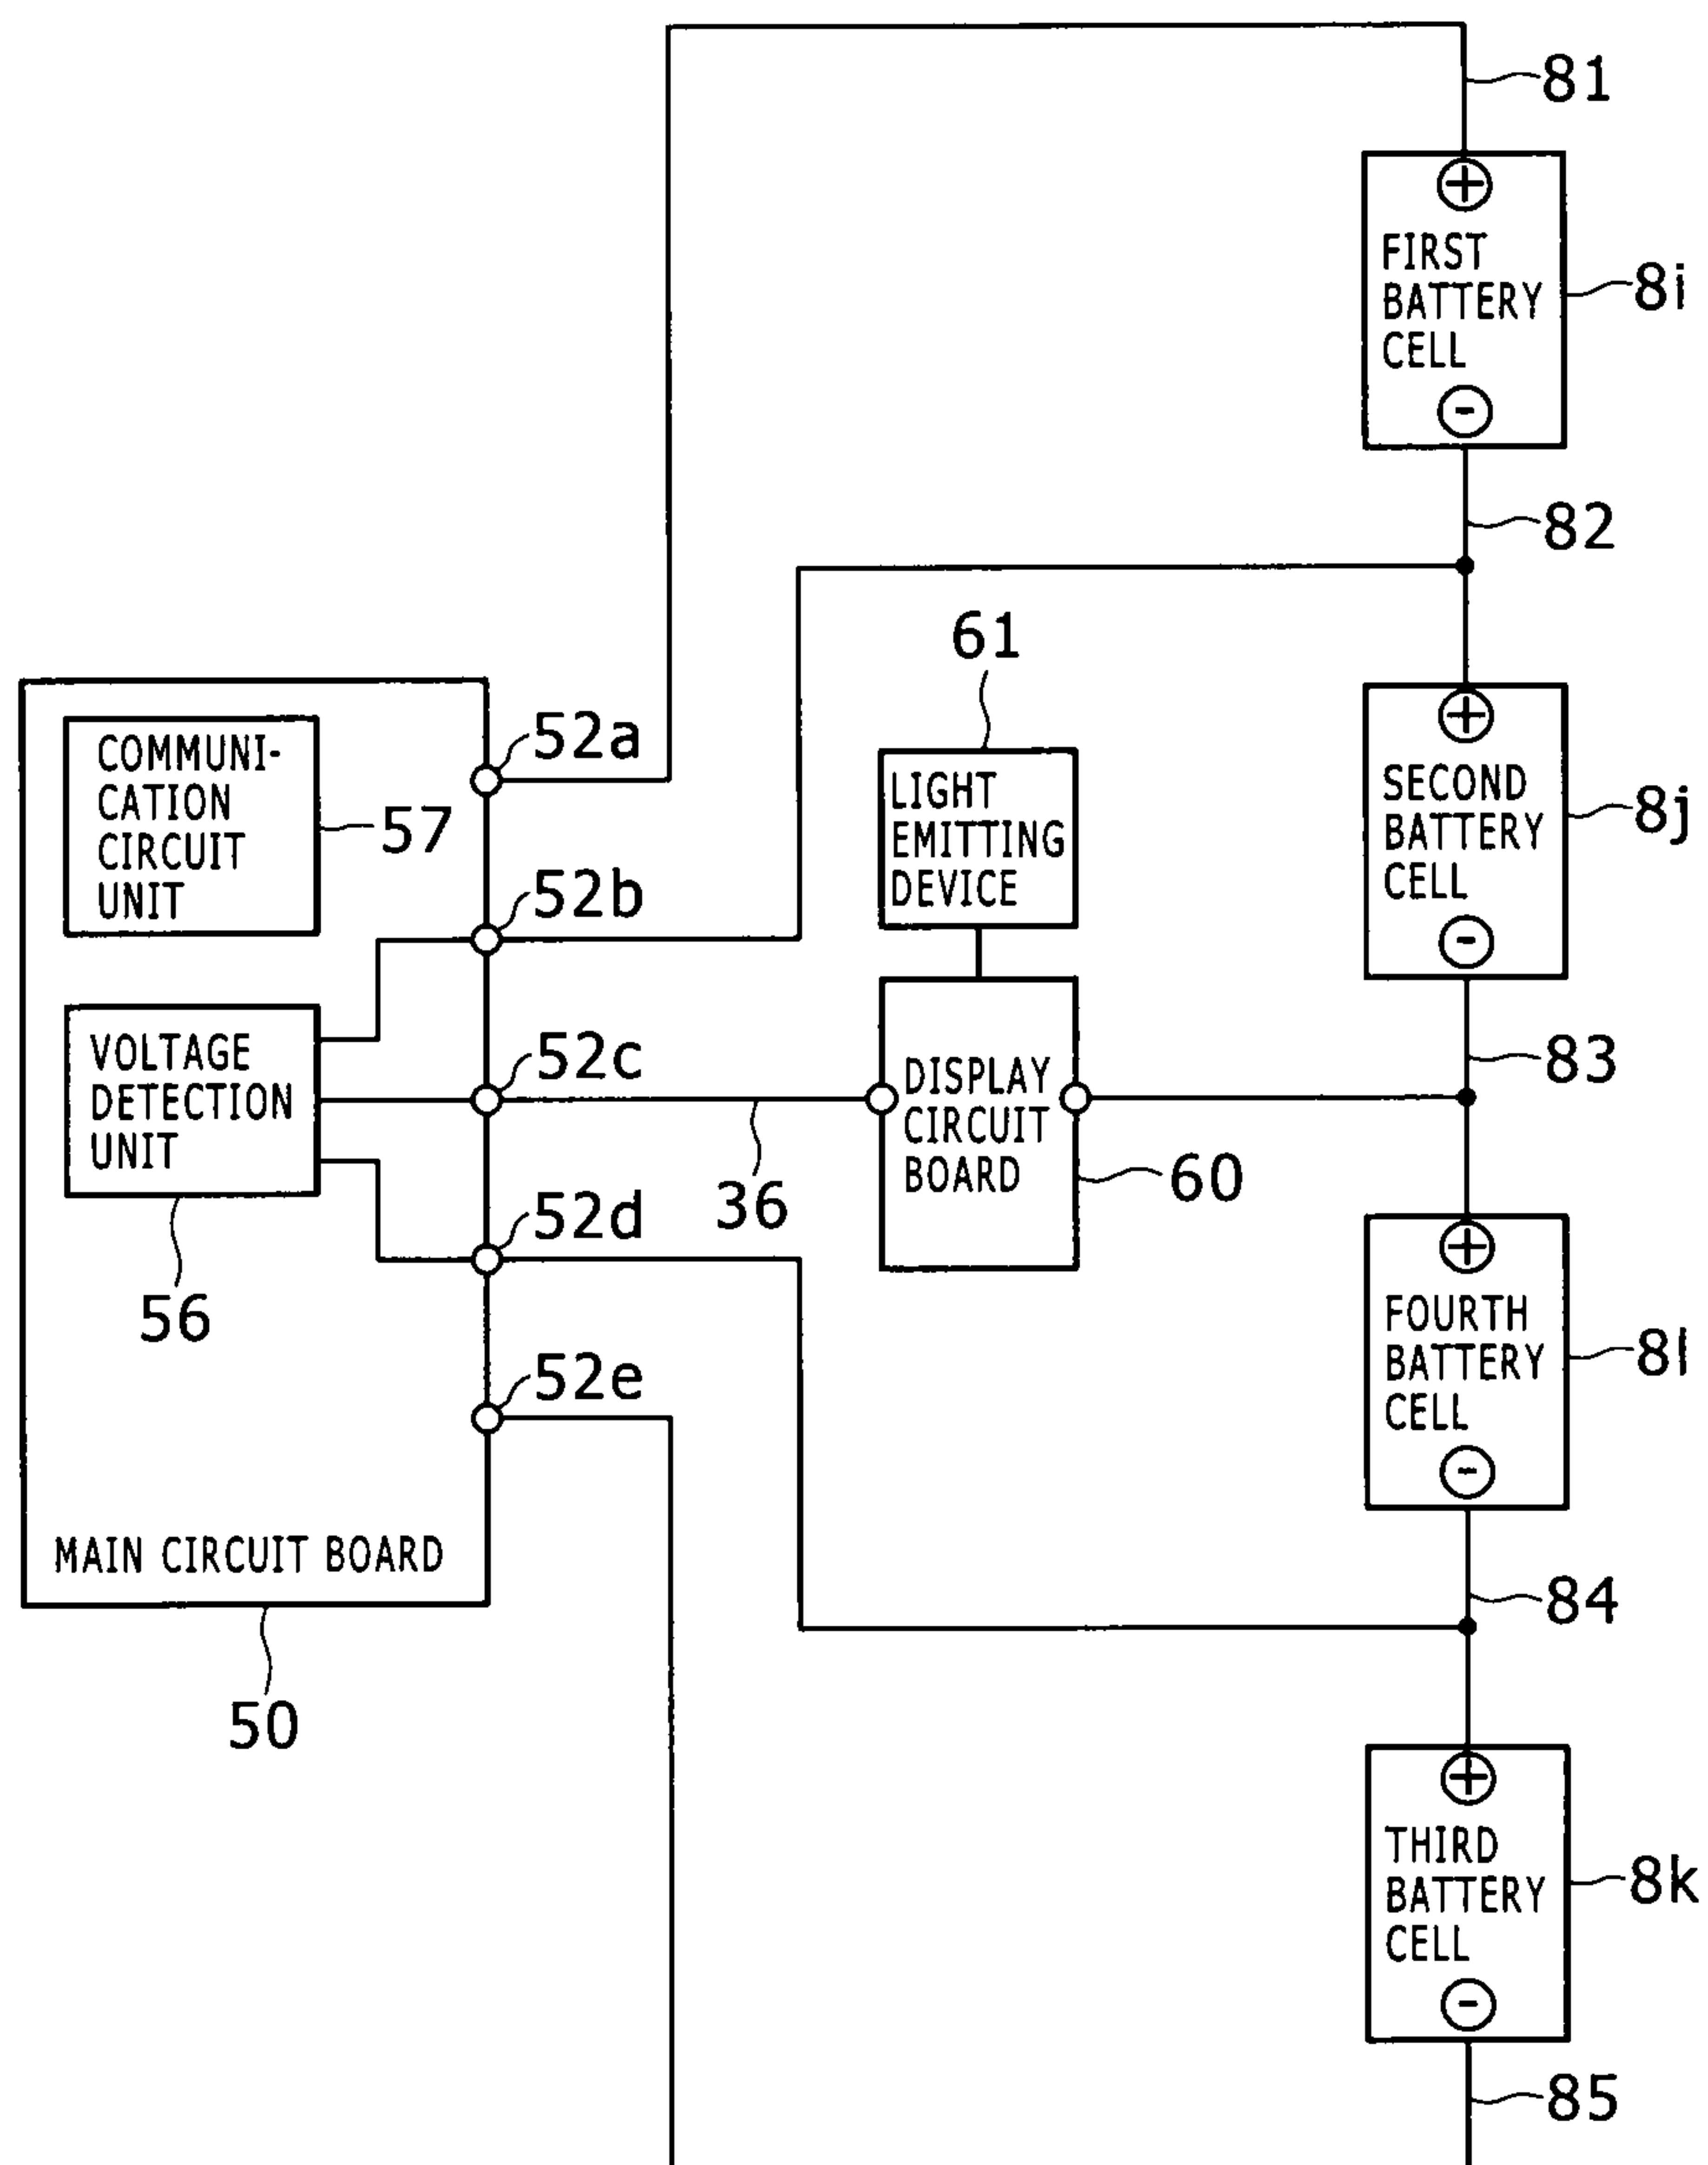 81
FIRST
BATTERY
CELL
8i
82
61
COMMUNI-
CATION
CIRCUIT
UNIT
57
52a
52b
LIGHT
EMITTING
DEVICE
SECOND
BATTERY
CELL
8j
VOLTAGE
DETECTION
UNIT
56
52c
36
DISPLAY
CIRCUIT
BOARD
60
83
52d
52e
FOURTH
BATTERY
CELL
8l
MAIN CIRCUIT BOARD
50
84
THIRD
BATTERY
CELL
8k
85